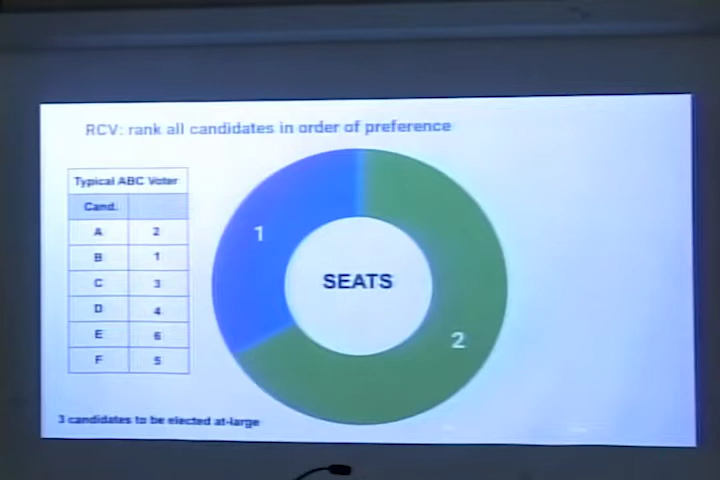 RCV: rank all candidates in order of preference
Typical ABC Voter
Cand.
A 2
B 1
C 3
D 4
E 6
F 5
1
SEATS
2
3 candidates to be elected at-large